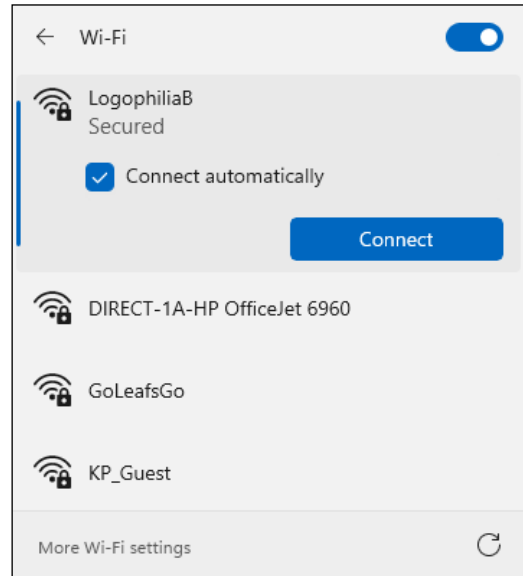 Wi-Fi
LogophiliaB
Secured
Connect automatically
Connect
DIRECT-1A-HP OfficeJet 6960
GoLeafsGo
KP_Guest
More Wi-Fi settings